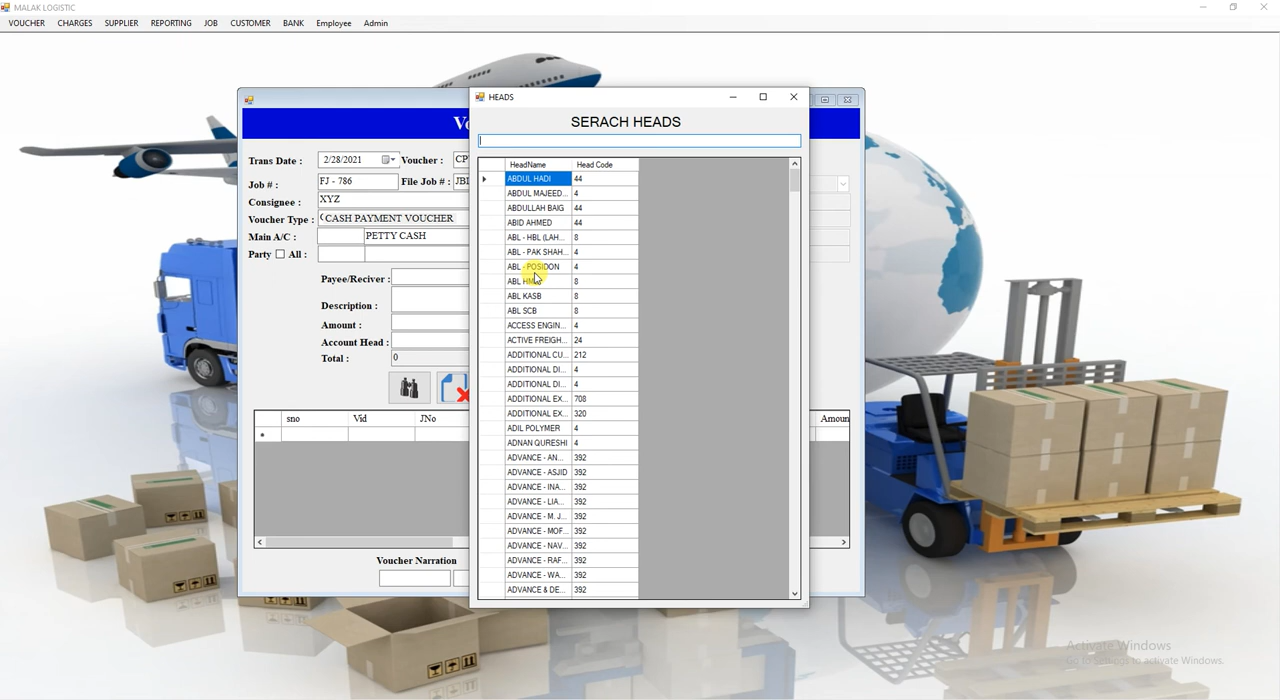 MALAK LOGISTIC
VOUCHER CHARGES SUPPLIER REPORTING JOB CUSTOMER BANK Employee Admin
HEADS
SERACH HEADS
HeadName Head Code
ABDUL HADI 44
ABDUL MAJEED... 4
ABDULLAH BAIG 44
ABID AHMED 44
ABL - HBL (LAH... 8
ABL - PAK SHAH... 4
ABL - POSIDON 4
ABL 8
ABL KASB 8
ABL SCB 8
ACCESS ENGIN... 4
ACTIVE FREIGH... 24
ADDITIONAL CU... 212
ADDITIONAL DI... 4
ADDITIONAL DI... 4
ADDITIONAL EX... 708
ADDITIONAL EX... 320
ADIL POLYMER 4
ADNAN QURESHI 4
ADVANCE - AN... 392
ADVANCE - ASJID 392
ADVANCE - INA... 392
ADVANCE - LIA... 392
ADVANCE - M. J... 392
ADVANCE - MOF... 392
ADVANCE - NAV... 392
ADVANCE - RAF... 392
ADVANCE - WA... 392
ADVANCE & DE... 392
Trans Date : 2/28/2021 Voucher :
Job # : FJ - 786 File Job # :
Consignee : XYZ
Voucher Type : CASH PAYMENT VOUCHER
Main A/C : PETTY CASH
Party All :
Payee/Reciver :
Description :
Amount :
Account Head :
Total : 0
sno Vid JNo Amoun
Voucher Narration
Activate Windows
Go to Settings to activate Windows.